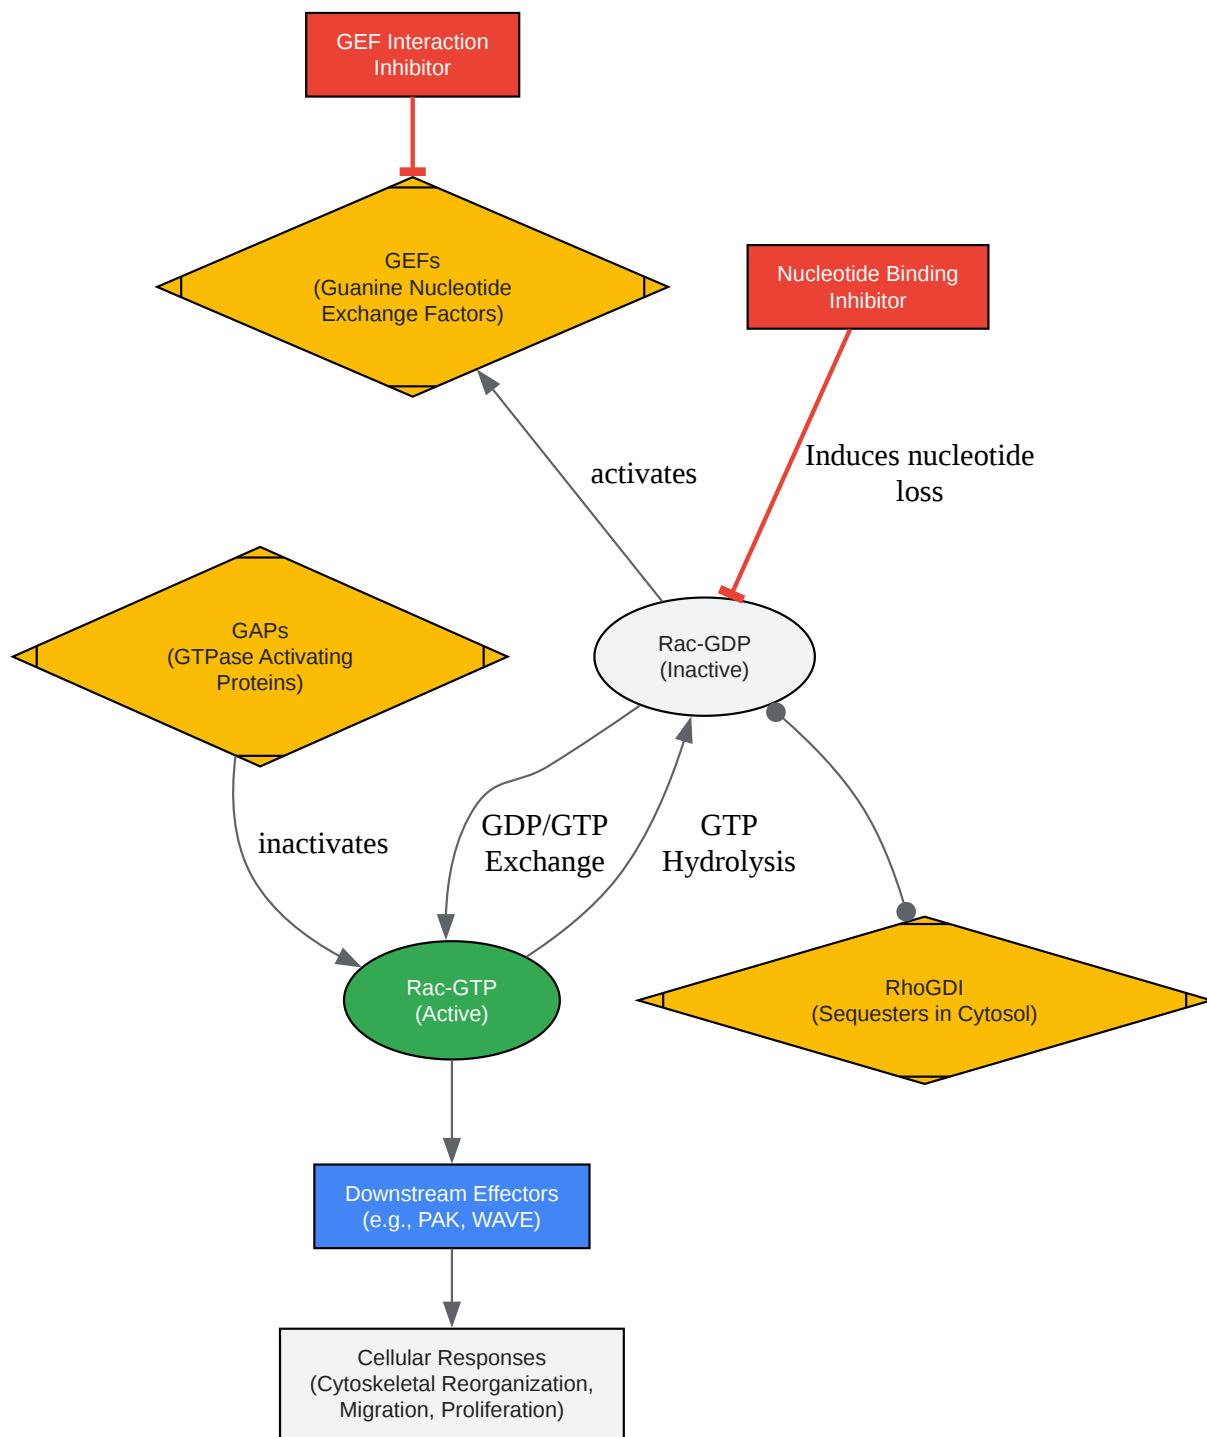 GEF Interaction
Inhibitor
GEFs
(Guanine Nucleotide
Exchange Factors)
Nucleotide Binding
Inhibitor
activates
Induces nucleotide
loss
GAPs
(GTPase Activating
Proteins)
Rac-GDP
(Inactive)
inactivates
GDP/GTP
Exchange
GTP
Hydrolysis
Rac-GTP
(Active)
RhoGDI
(Sequesters in Cytosol)
Downstream Effectors
(e.g., PAK, WAVE)
Cellular Responses
(Cytoskeletal Reorganization,
Migration, Proliferation)